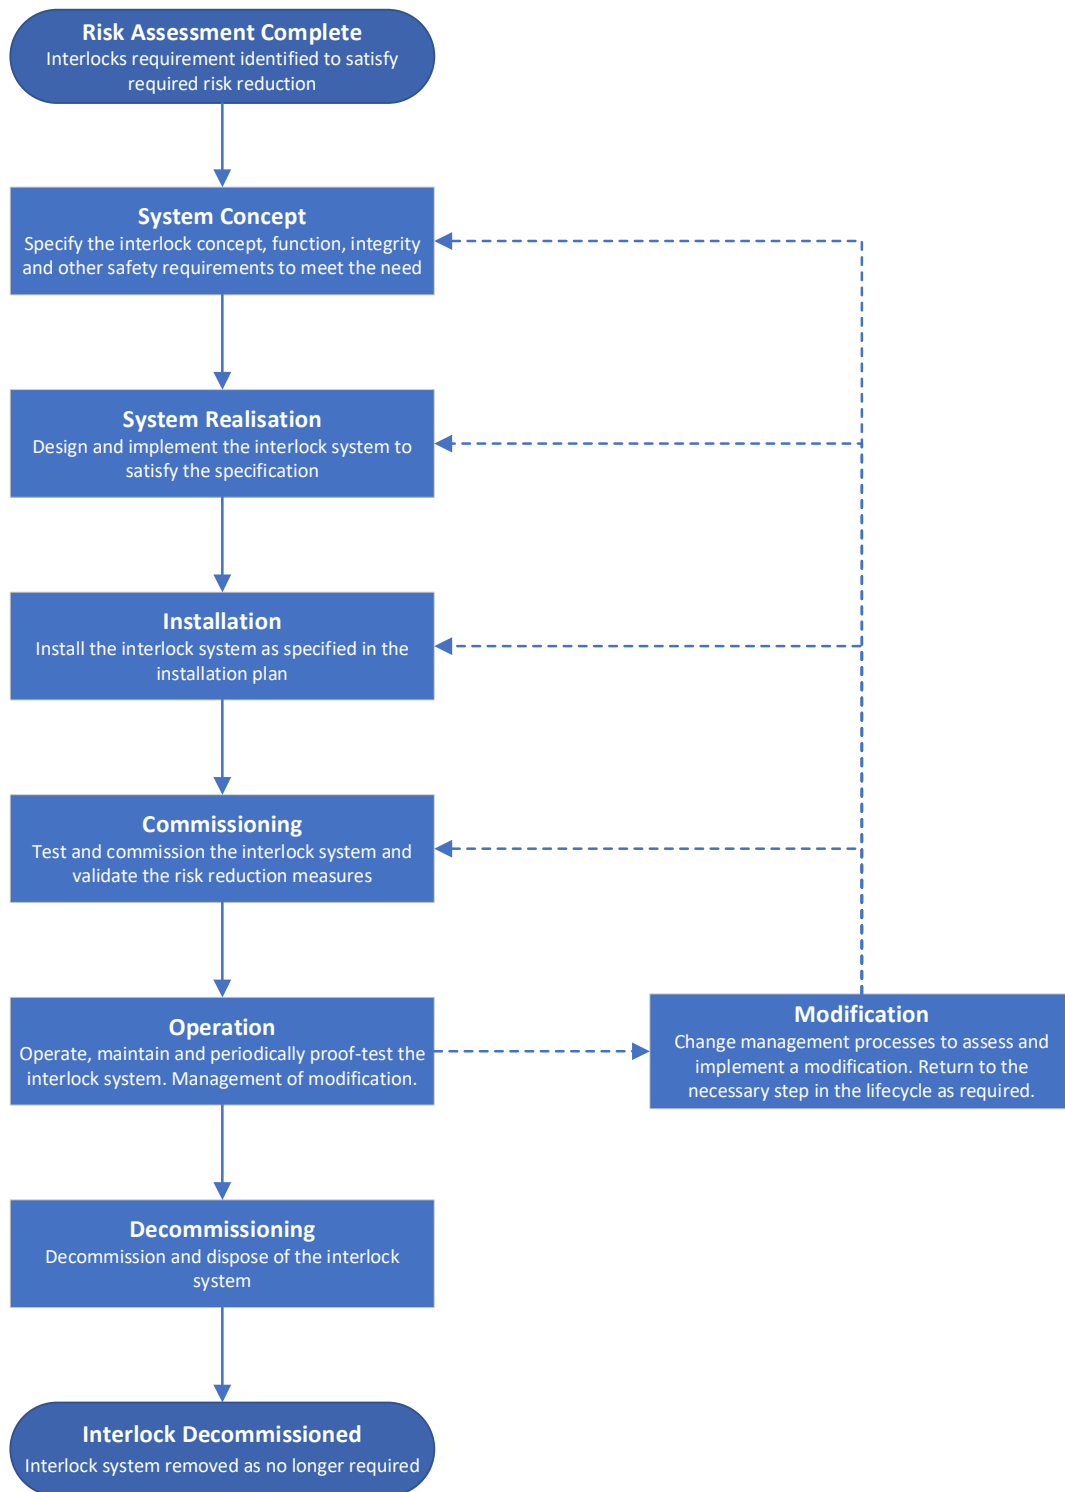 Risk Assessment Complete
Interlocks requirement identified to satisfy
required risk reduction
System Concept
Specify the interlock concept, function, integrity
and other safety requirements to meet the need
System Realisation
Design and implement the interlock system to
satisfy the specification
Installation
Install the interlock system as specified in the
installation plan
Commissioning
Test and commission the interlock system and
validate the risk reduction measures
Operation
Operate, maintain and periodically proof-test the
interlock system. Management of modification.
Modification
Change management processes to assess and
implement a modification. Return to the
necessary step in the lifecycle as required.
Decommissioning
Decommission and dispose of the interlock
system
Interlock Decommissioned
Interlock system removed as no longer required